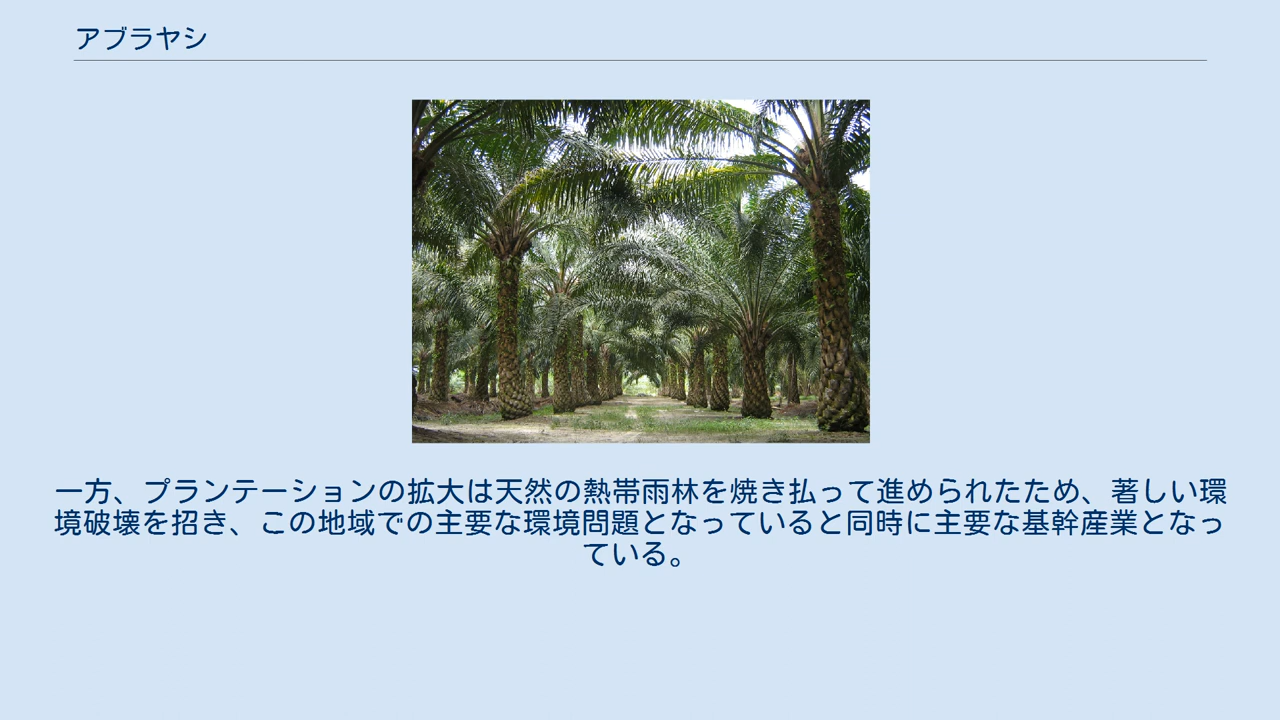 アブラヤシ
一方、プランテーションの拡大は天然の熱帯雨林を焼き払って進められたため、著しい環
境破壊を招き、この地域での主要な環境問題となっていると同時に主要な基幹産業となっ
ている。